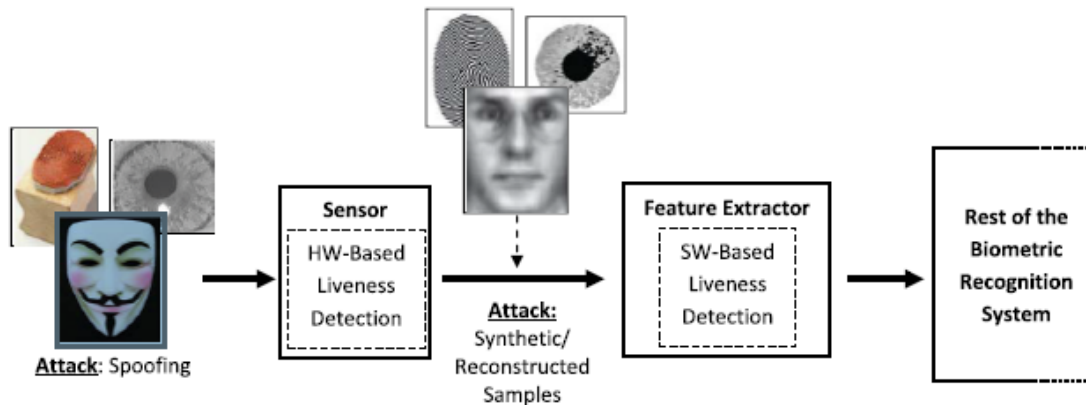 Attack: Spoofing
Sensor
HW-Based
Liveness
Detection
Attack:
Synthetic/
Reconstructed
Samples
Feature Extractor
SW-Based
Liveness
Detection
Rest of the
Biometric
Recognition
System